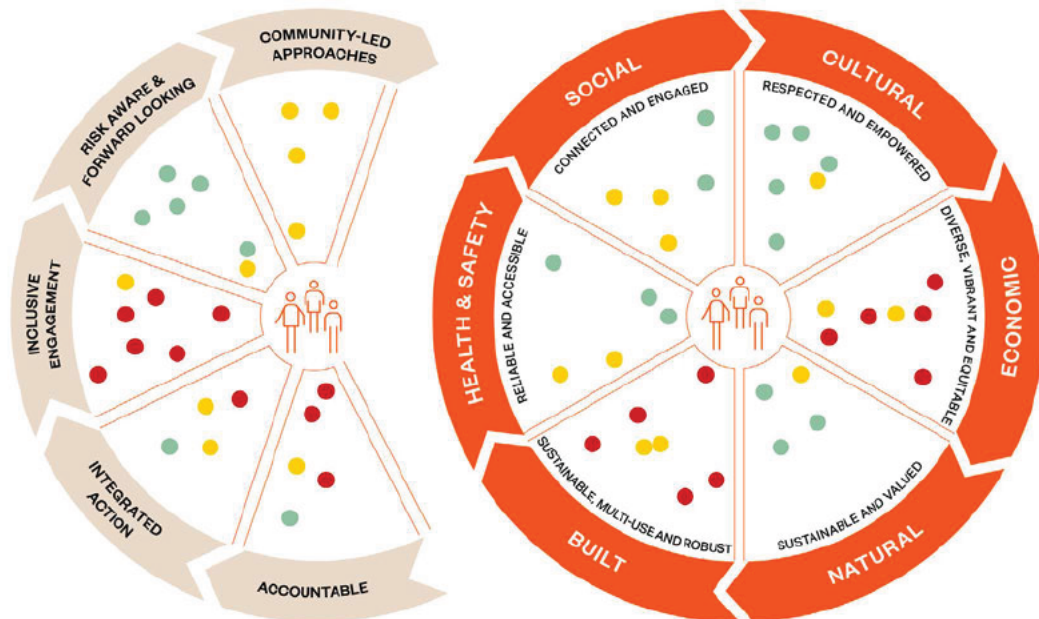 COMMUNITY-LED
APPROACHES
RISK AWARE &
FORWARD LOOKING
INCLUSIVE
ENGAGEMENT
INTEGRATED
ACTION
ACCOUNTABLE
SOCIAL
CONNECTED AND ENGAGED
CULTURAL
RESPECTED AND EMPOWERED
ECONOMIC
DIVERSE, VIBRANT AND EQUITABLE
NATURAL
SUSTAINABLE AND VALUED
BUILT
SUSTAINABLE, MULTI-USE AND ROBUST
HEALTH & SAFETY
RELIABLE AND ACCESSIBLE